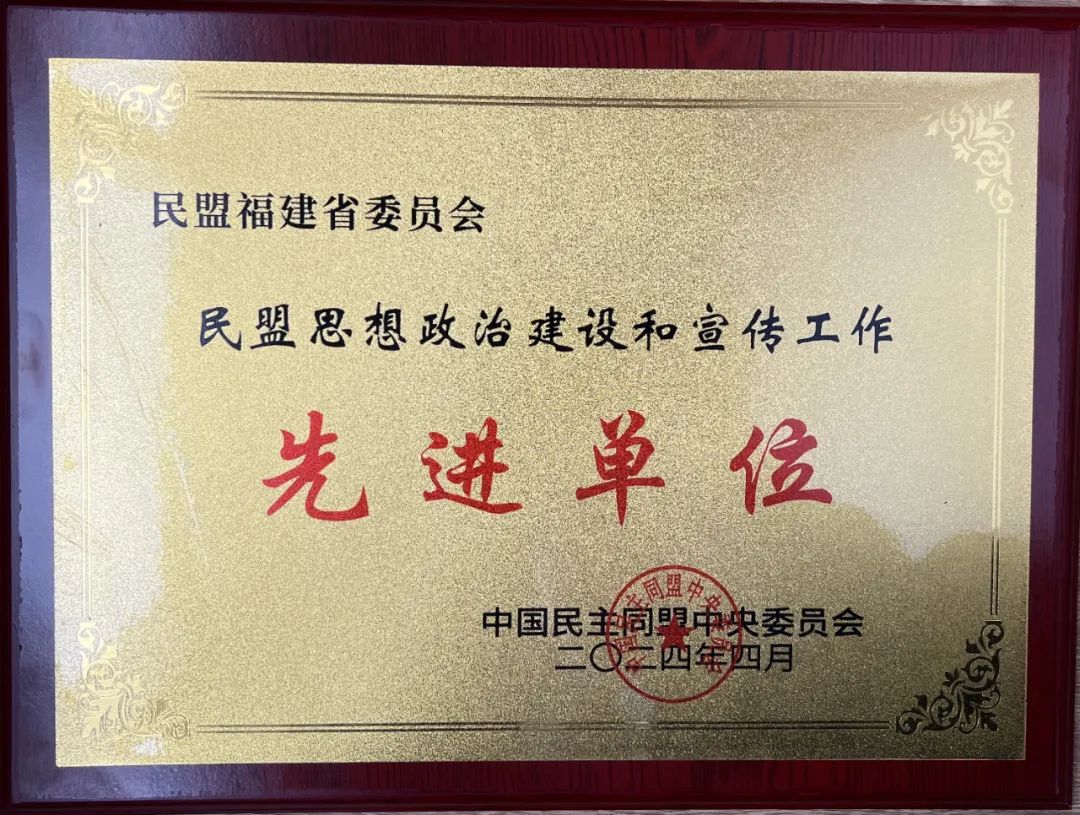 民盟福建省委员会
民盟思想政治建设和宣传工作
先进单位
中国民主同盟中央委员会
二〇二四年四月